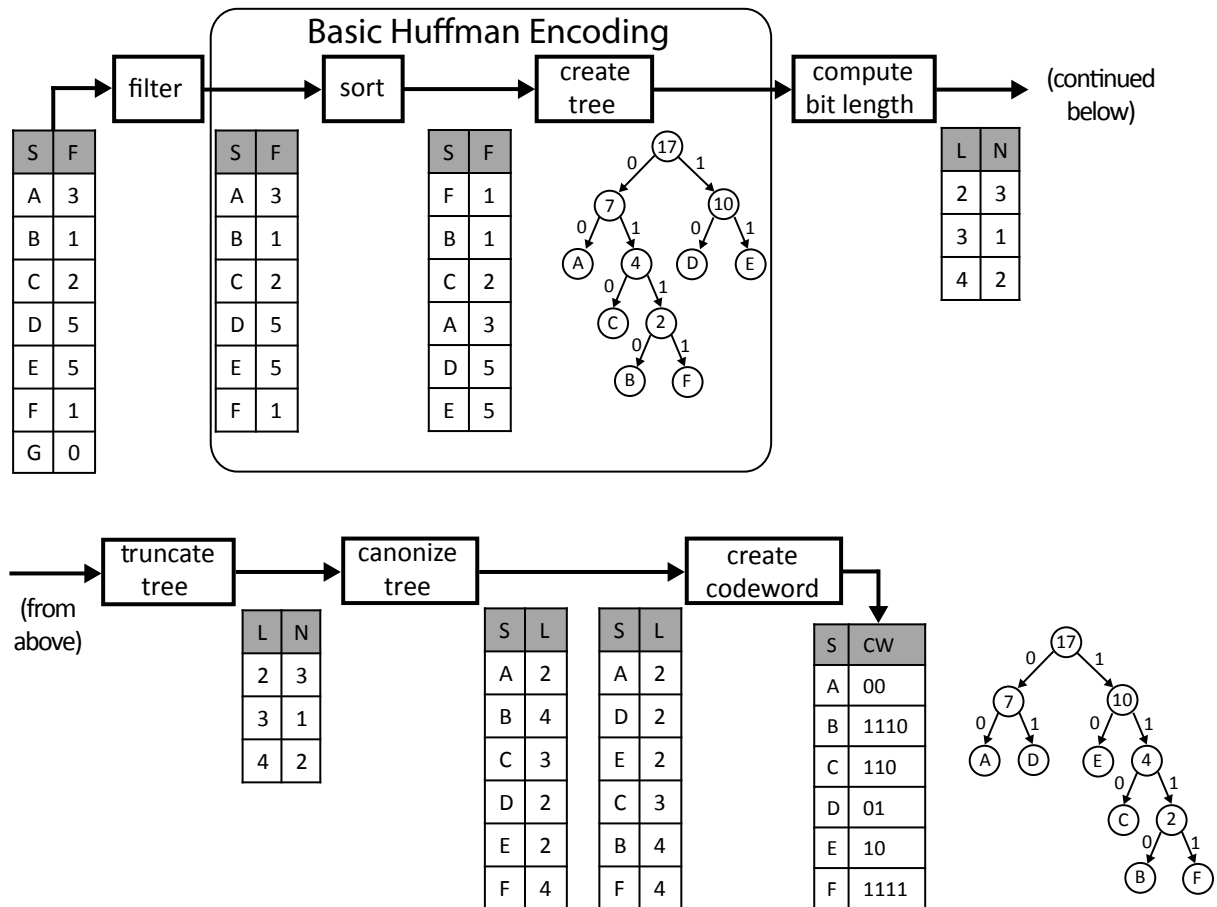 Basic Huffman Encoding
filter
sort
create
tree
compute
bit length
(continued
below)
S F
A 3
B 1
C 2
D 5
E 5
F 1
G 0
S F
A 3
B 1
C 2
D 5
E 5
F 1
S F
F 1
B 1
C 2
A 3
D 5
E 5
17
0 1
7 10
0 1 0 1
A 4 D E
0 1
C 2
0 1
B F
L N
2 3
3 1
4 2
(from
above)
truncate
tree
canonize
tree
create
codeword
L N
2 3
3 1
4 2
S L
A 2
B 4
C 3
D 2
E 2
F 4
S L
A 2
D 2
E 2
C 3
B 4
F 4
S CW
A 00
B 1110
C 110
D 01
E 10
F 1111
17
0 1
7 10
0 1 0 1
A D E 4
0 1
C 2
0 1
B F